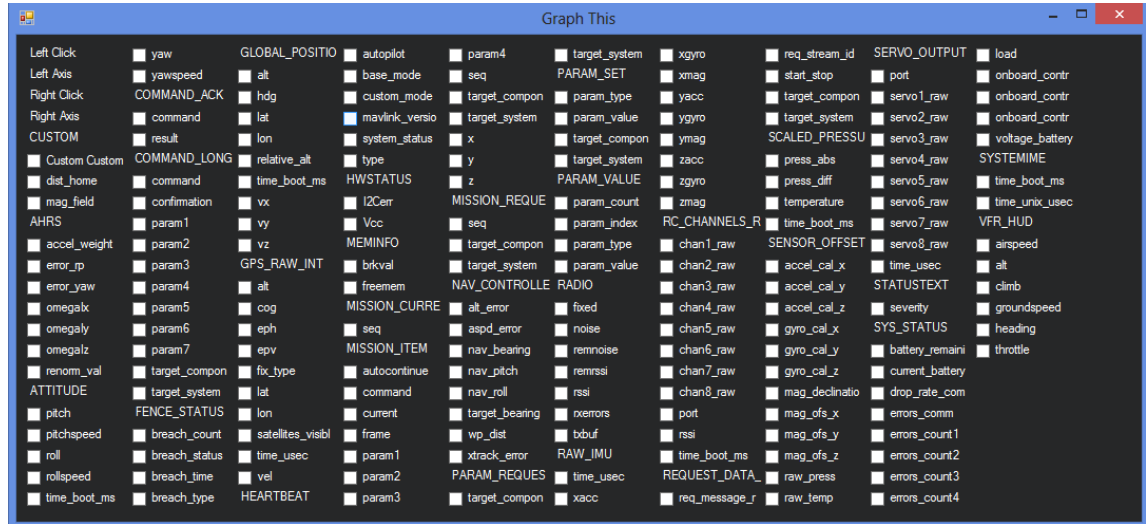 Graph This
Left Click
Left Axis
Right Click
Right Axis
CUSTOM
Custom Custom
dist_home
mag_field
AHRS
accel_weight
error_rp
error_yaw
omegaIx
omegaIy
omegaIz
renorm_val
ATTITUDE
pitch
pitchspeed
roll
rollspeed
time_boot_ms
yaw
yawspeed
COMMAND_ACK
command
result
COMMAND_LONG
command
confirmation
param1
param2
param3
param4
param5
param6
param7
target_compon
target_system
FENCE_STATUS
breach_count
breach_status
breach_time
breach_type
GLOBAL_POSITIO
alt
hdg
lat
lon
relative_alt
time_boot_ms
vx
vy
vz
GPS_RAW_INT
alt
cog
eph
epv
fix_type
lat
lon
satellites_visibl
time_usec
vel
HEARTBEAT
autopilot
base_mode
custom_mode
mavlink_versio
system_status
type
HWSTATUS
I2Cerr
Vcc
MEMINFO
brkval
freemem
MISSION_CURRE
seq
MISSION_ITEM
autocontinue
command
current
frame
param1
param2
param3
param4
seq
target_compon
target_system
x
y
z
MISSION_REQUE
seq
target_compon
target_system
NAV_CONTROLLE
alt_error
aspd_error
nav_bearing
nav_pitch
nav_roll
target_bearing
wp_dist
xtrack_error
PARAM_REQUES
target_compon
target_system
PARAM_SET
param_type
param_value
target_compon
target_system
PARAM_VALUE
param_count
param_index
param_type
param_value
RADIO
fixed
noise
remnoise
remrssi
rssi
rxerrors
txbuf
RAW_IMU
time_usec
xacc
xgyro
xmag
yacc
ygyro
ymag
zacc
zgyro
zmag
RC_CHANNELS_R
chan1_raw
chan2_raw
chan3_raw
chan4_raw
chan5_raw
chan6_raw
chan7_raw
chan8_raw
port
rssi
time_boot_ms
REQUEST_DATA_
req_message_r
req_stream_id
start_stop
target_compon
target_system
SCALED_PRESSU
press_abs
press_diff
temperature
time_boot_ms
SENSOR_OFFSET
accel_cal_x
accel_cal_y
accel_cal_z
gyro_cal_x
gyro_cal_y
gyro_cal_z
mag_declinatio
mag_ofs_x
mag_ofs_y
mag_ofs_z
raw_press
raw_temp
SERVO_OUTPUT
port
servo1_raw
servo2_raw
servo3_raw
servo4_raw
servo5_raw
servo6_raw
servo7_raw
servo8_raw
time_usec
STATUSTEXT
severity
SYS_STATUS
battery_remaini
current_battery
drop_rate_com
errors_comm
errors_count1
errors_count2
errors_count3
errors_count4
load
onboard_contr
onboard_contr
onboard_contr
voltage_battery
SYSTEMIME
time_boot_ms
time_unix_usec
VFR_HUD
airspeed
alt
climb
groundspeed
heading
throttle